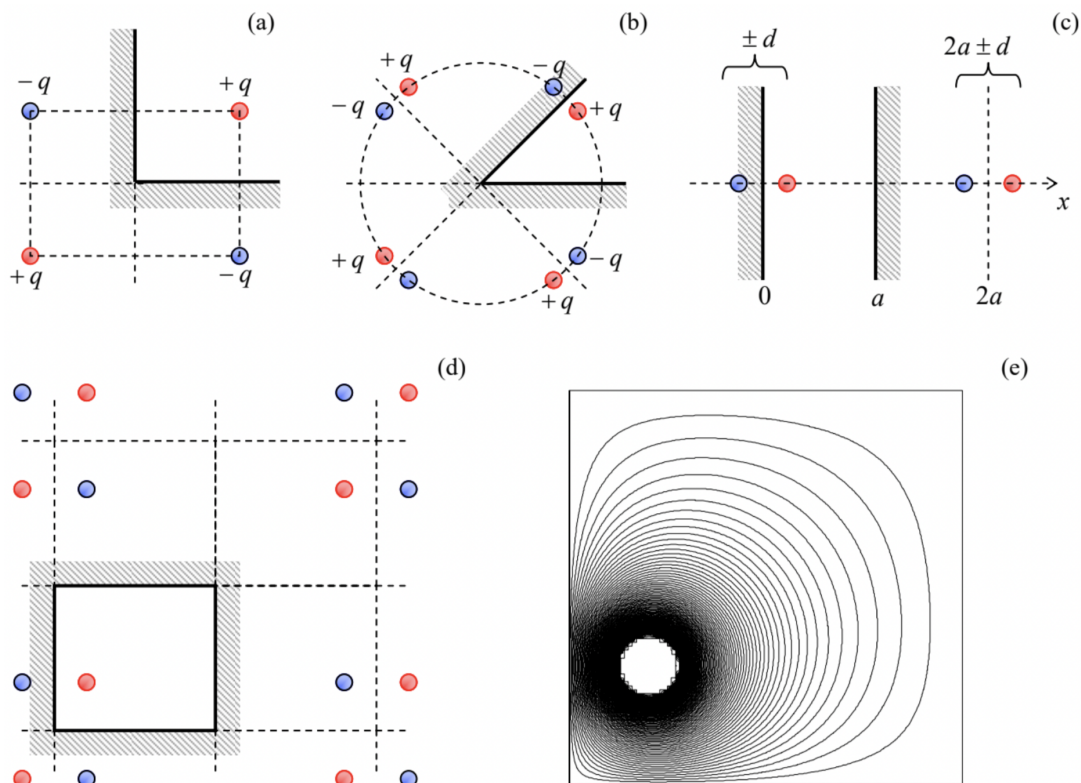 (a)
− q
+ q
+ q
− q
(b)
+ q
− q
− q
+ q
+ q
− q
+ q
(c)
± d
2a ± d
x
0
a
2a
(d)
(e)